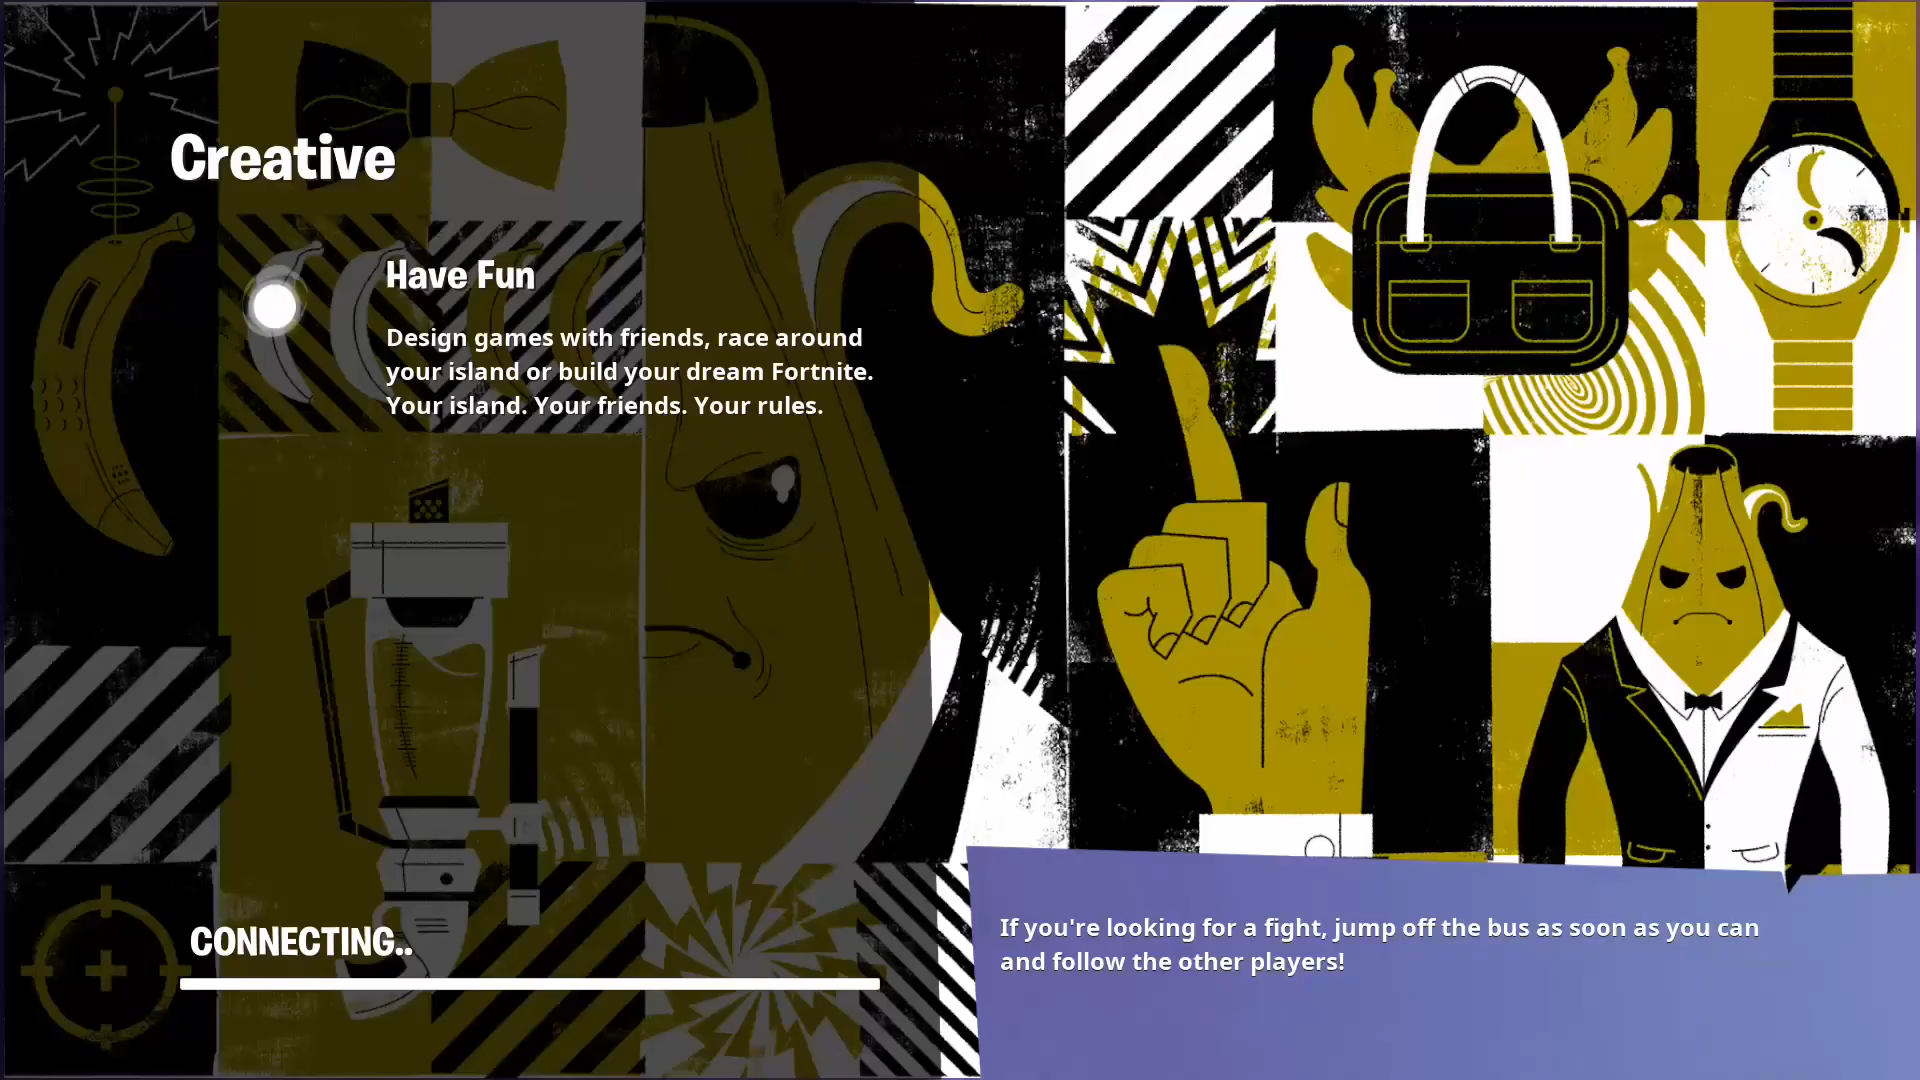 Creative
Have Fun
Design games with friends, race around
your island or build your dream Fortnite.
Your island. Your friends. Your rules.
CONNECTING..
If you're looking for a fight, jump off the bus as soon as you can
and follow the other players!